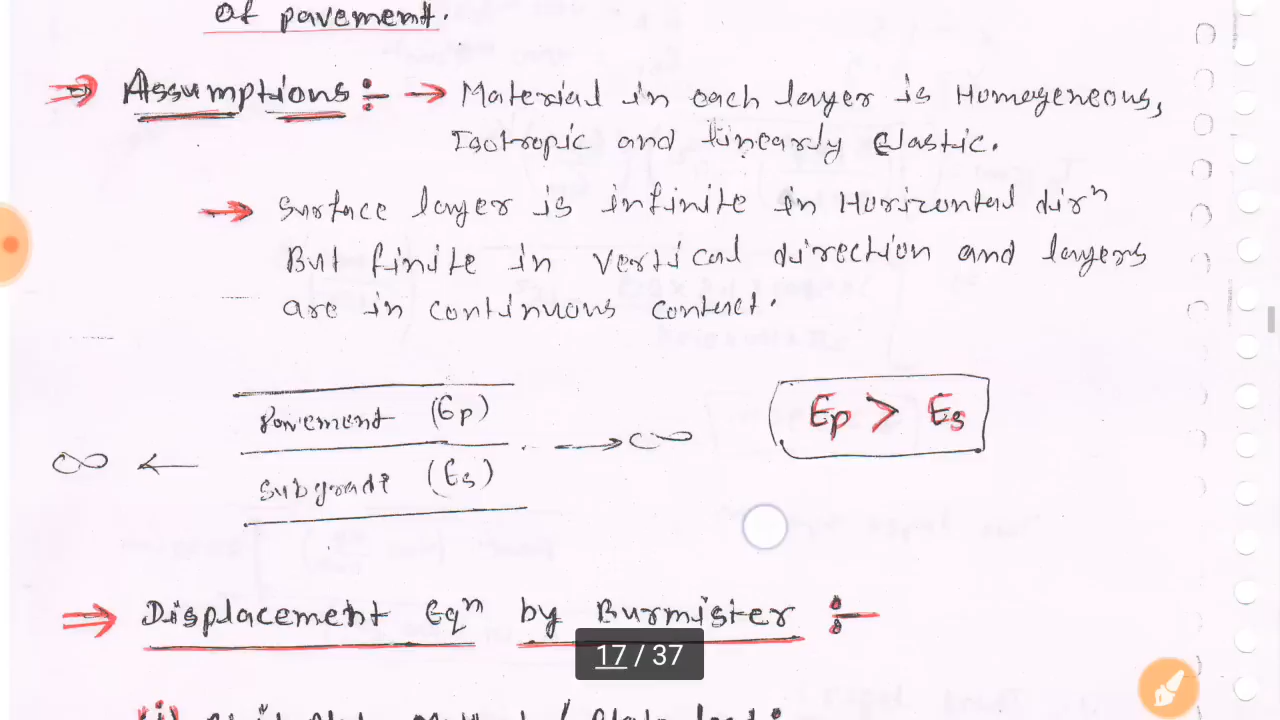 of pavement.
⇒ Assumptions :- → Material in each layer is Homogeneous,
Isotropic and linearly elastic.
→ Surface layer is infinite in Horizontal dirⁿ
But finite in vertical direction and layers
are in continuous contact.
Pavement (Ep)
Ep > Es
∞ ← → ∞
Subgrade (Es)
⇒ Displacement Eqⁿ by Burmister :-
17 / 37